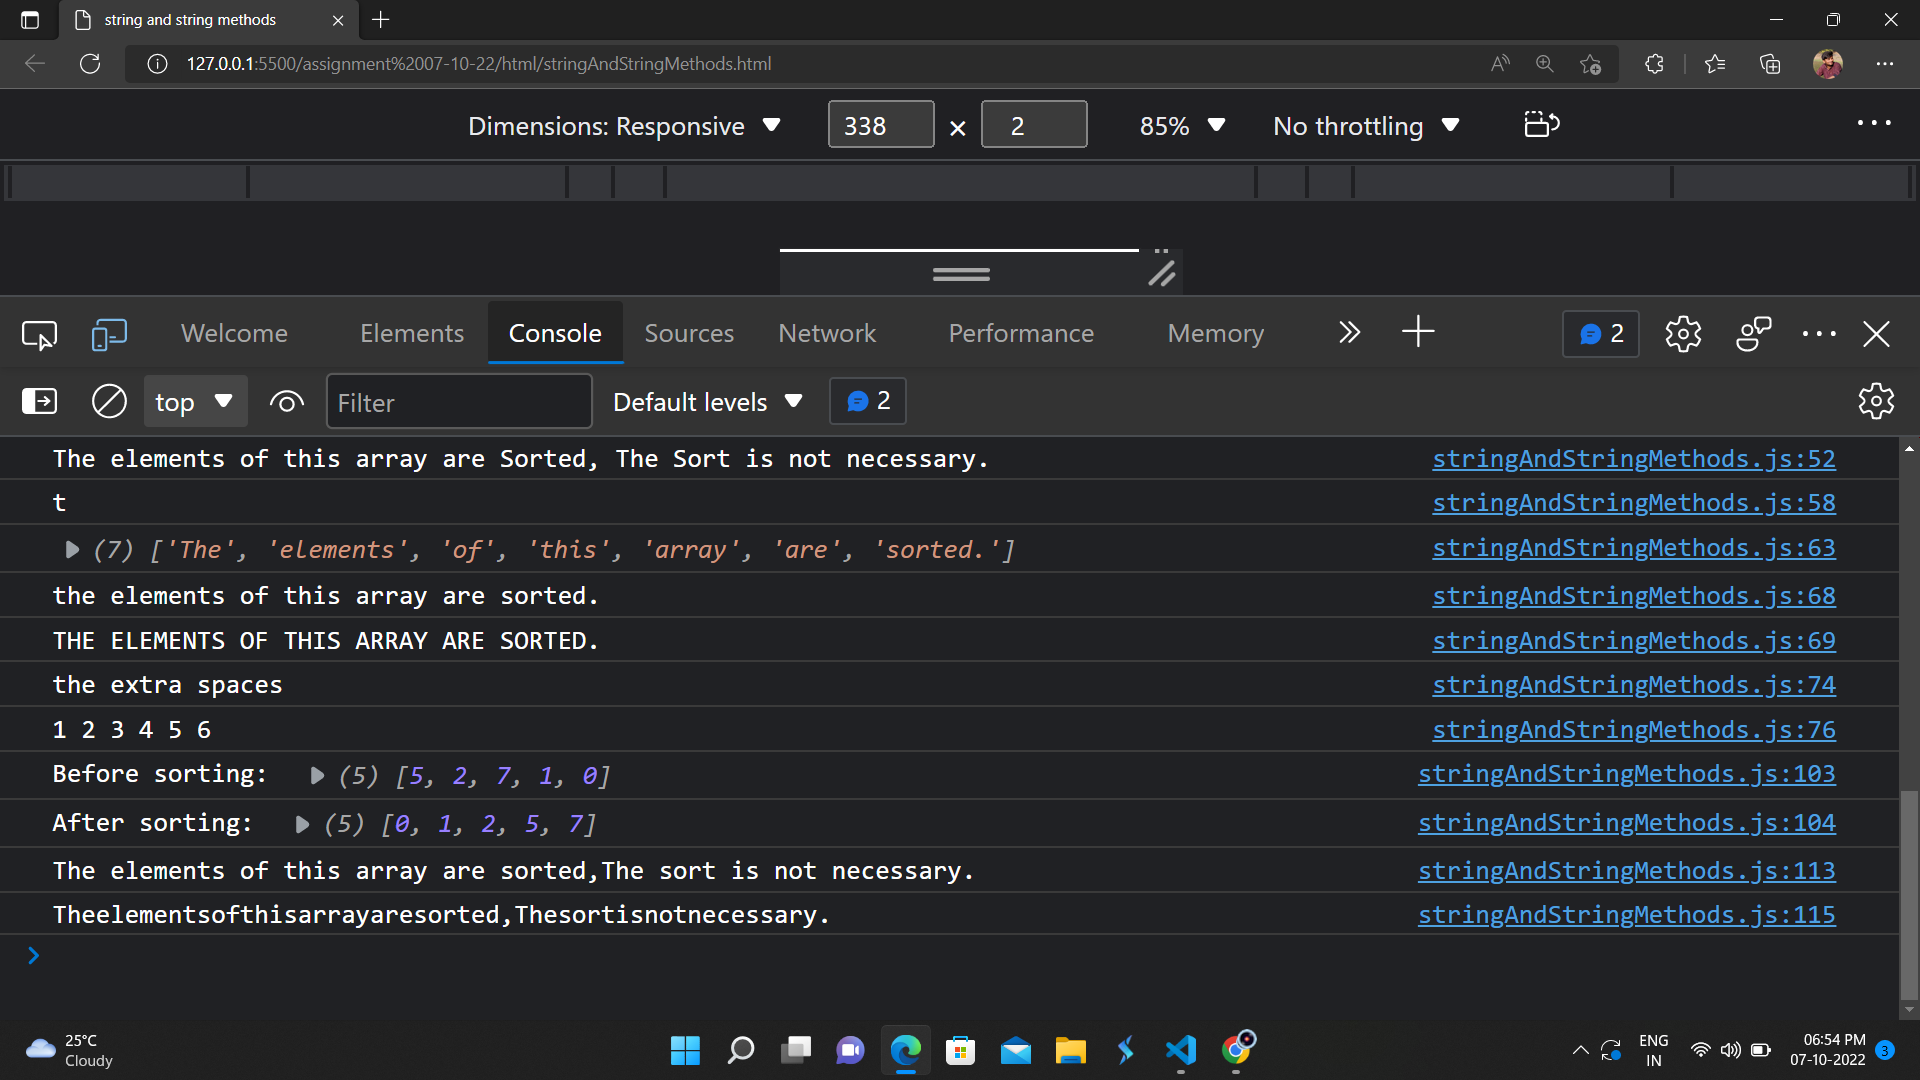 string and string methods
127.0.0.1:5500/assignment%2007-10-22/html/stringAndStringMethods.html
Dimensions: Responsive 338 × 2 85% No throttling
Welcome Elements Console Sources Network Performance Memory 2
top Filter Default levels 2
The elements of this array are Sorted, The Sort is not necessary. stringAndStringMethods.js:52
t stringAndStringMethods.js:58
(7) ['The', 'elements', 'of', 'this', 'array', 'are', 'sorted.'] stringAndStringMethods.js:63
the elements of this array are sorted. stringAndStringMethods.js:68
THE ELEMENTS OF THIS ARRAY ARE SORTED. stringAndStringMethods.js:69
the extra spaces stringAndStringMethods.js:74
1 2 3 4 5 6 stringAndStringMethods.js:76
Before sorting: (5) [5, 2, 7, 1, 0] stringAndStringMethods.js:103
After sorting: (5) [0, 1, 2, 5, 7] stringAndStringMethods.js:104
The elements of this array are sorted,The sort is not necessary. stringAndStringMethods.js:113
Theelementsofthisarrayaresorted,Thesortisnotnecessary. stringAndStringMethods.js:115
25°C
Cloudy
ENG
IN
06:54 PM
07-10-2022
3